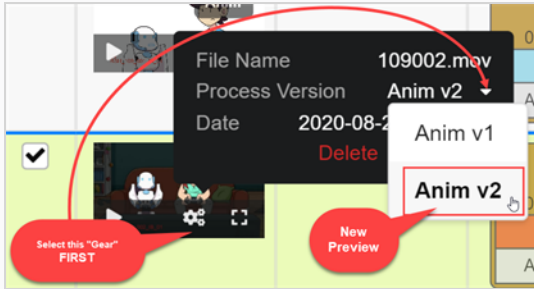 Anim
File Name 109002.mov
Process Version Anim v2
Date 2020-08-2
Delete
Anim v1
Anim v2
Select this "Gear"
FIRST
New
Preview